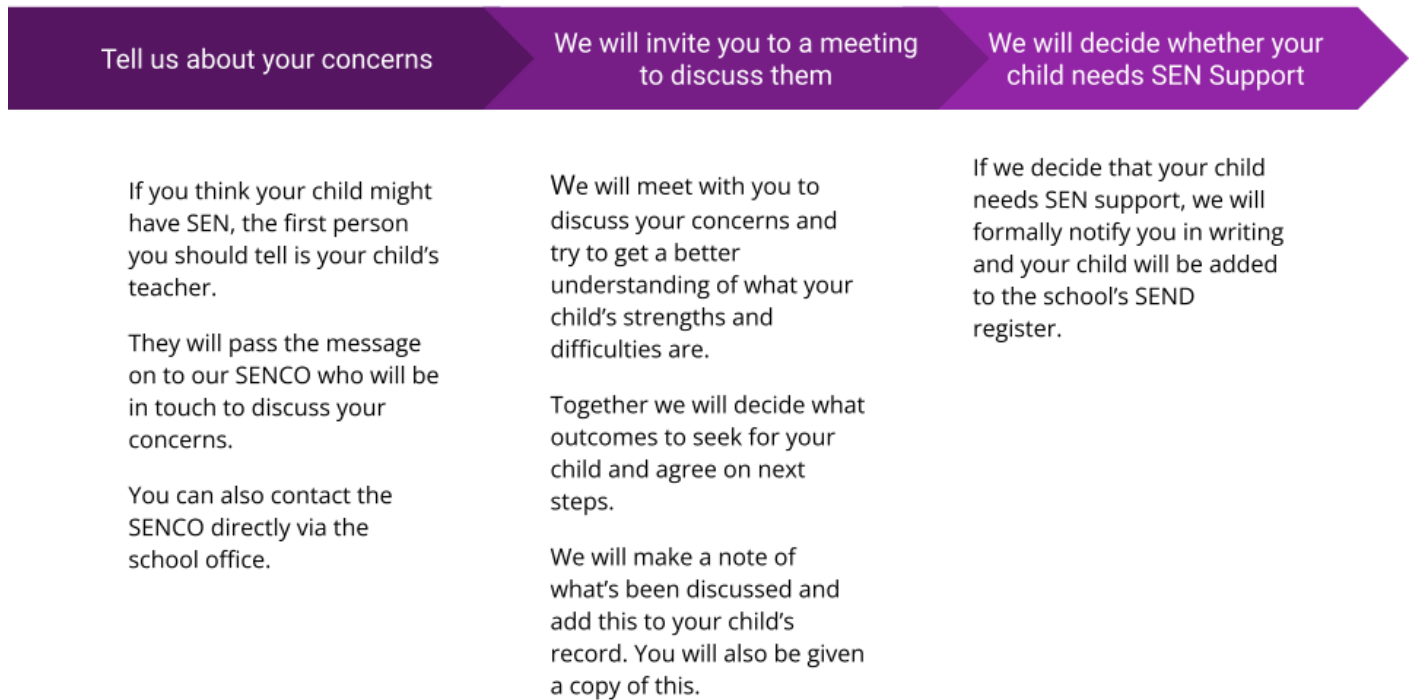 Tell us about your concerns
We will invite you to a meeting
to discuss them
We will decide whether your
child needs SEN Support
If you think your child might
have SEN, the first person
you should tell is your child’s
teacher.
They will pass the message
on to our SENCO who will be
in touch to discuss your
concerns.
You can also contact the
SENCO directly via the
school office.
We will meet with you to
discuss your concerns and
try to get a better
understanding of what your
child’s strengths and
difficulties are.
Together we will decide what
outcomes to seek for your
child and agree on next
steps.
We will make a note of
what’s been discussed and
add this to your child’s
record. You will also be given
a copy of this.
If we decide that your child
needs SEN support, we will
formally notify you in writing
and your child will be added
to the school’s SEND
register.